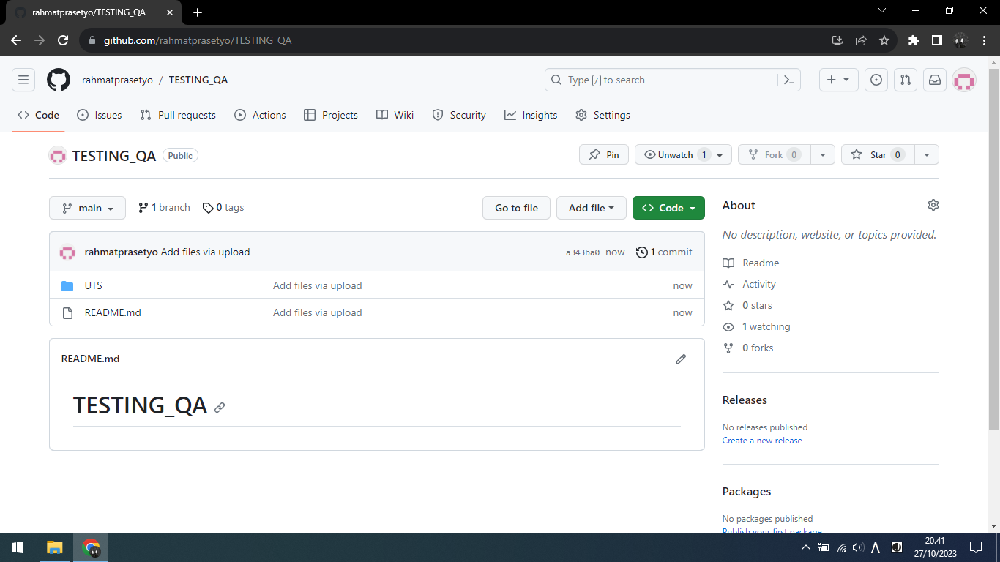 rahmatprasetyo/TESTING_QA
github.com/rahmatprasetyo/TESTING_QA
rahmatprasetyo / TESTING_QA
Type / to search
Code Issues Pull requests Actions Projects Wiki Security Insights Settings
TESTING_QA Public
Pin Unwatch 1 Fork 0 Star 0
main 1 branch 0 tags Go to file Add file Code
rahmatprasetyo Add files via upload a343ba0 now 1 commit
UTS Add files via upload now
README.md Add files via upload now
README.md
TESTING_QA
About
No description, website, or topics provided.
Readme
Activity
0 stars
1 watching
0 forks
Releases
No releases published
Create a new release
Packages
No packages published
Publish your first package
A
20.41
27/10/2023